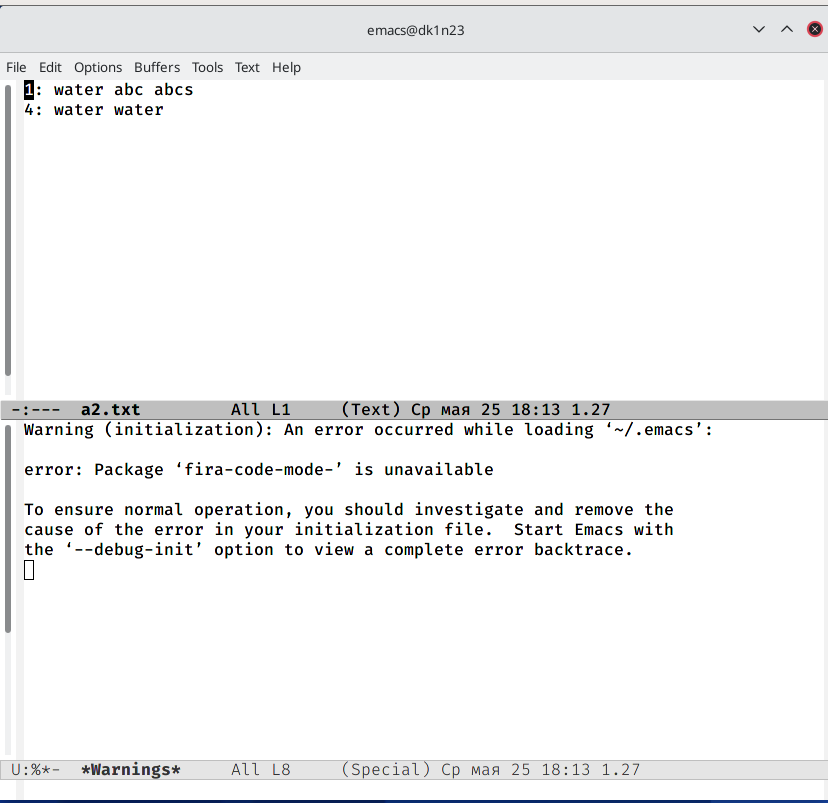 emacs@dk1n23
File Edit Options Buffers Tools Text Help
1: water abc abcs
4: water water
-:--- a2.txt All L1 (Text) Ср мая 25 18:13 1.27
Warning (initialization): An error occurred while loading ‘~/.emacs’:
error: Package ‘fira-code-mode-’ is unavailable
To ensure normal operation, you should investigate and remove the
cause of the error in your initialization file. Start Emacs with
the ‘--debug-init’ option to view a complete error backtrace.
U:%*- *Warnings* All L8 (Special) Ср мая 25 18:13 1.27